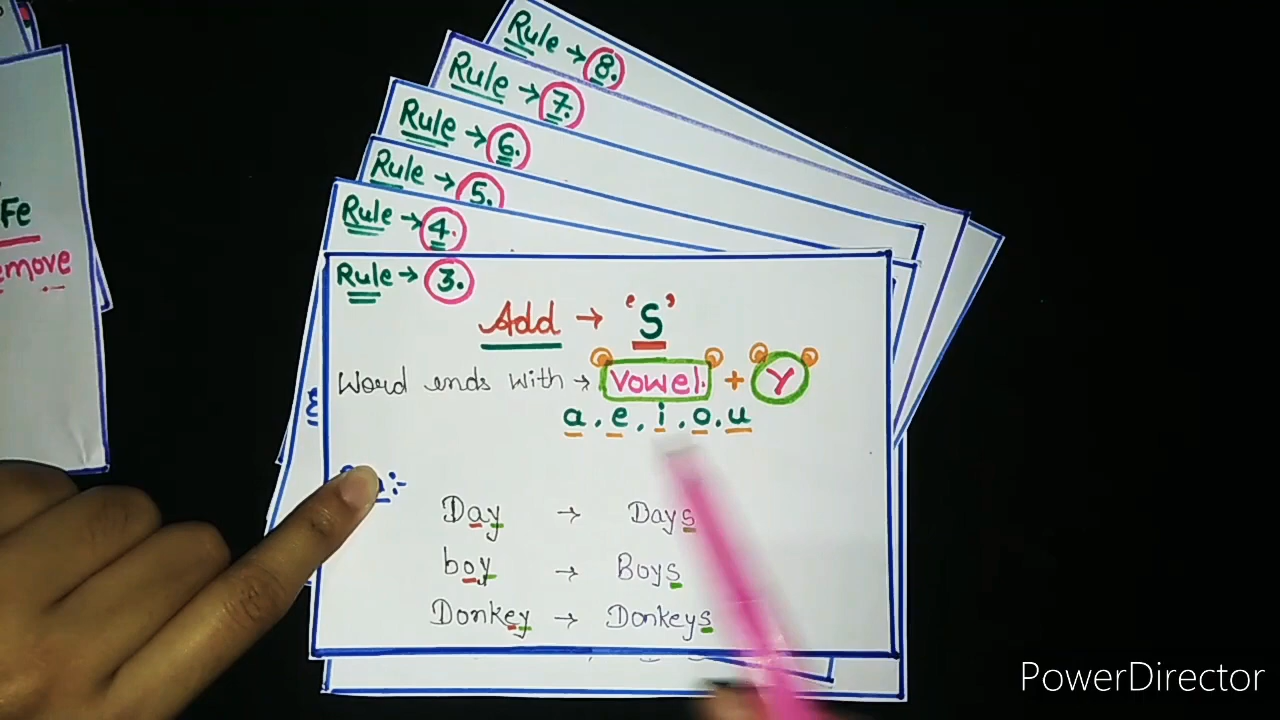 Rule → 8.
Rule → 7.
Rule → 6.
Rule → 5.
Rule → 4.
Rule → 3.
Add → 'S'
Word ends with → Vowel. + Y
a, e, i, o, u
Day → Days
boy → Boys
Donkey → Donkeys
Fe
emove
PowerDirector